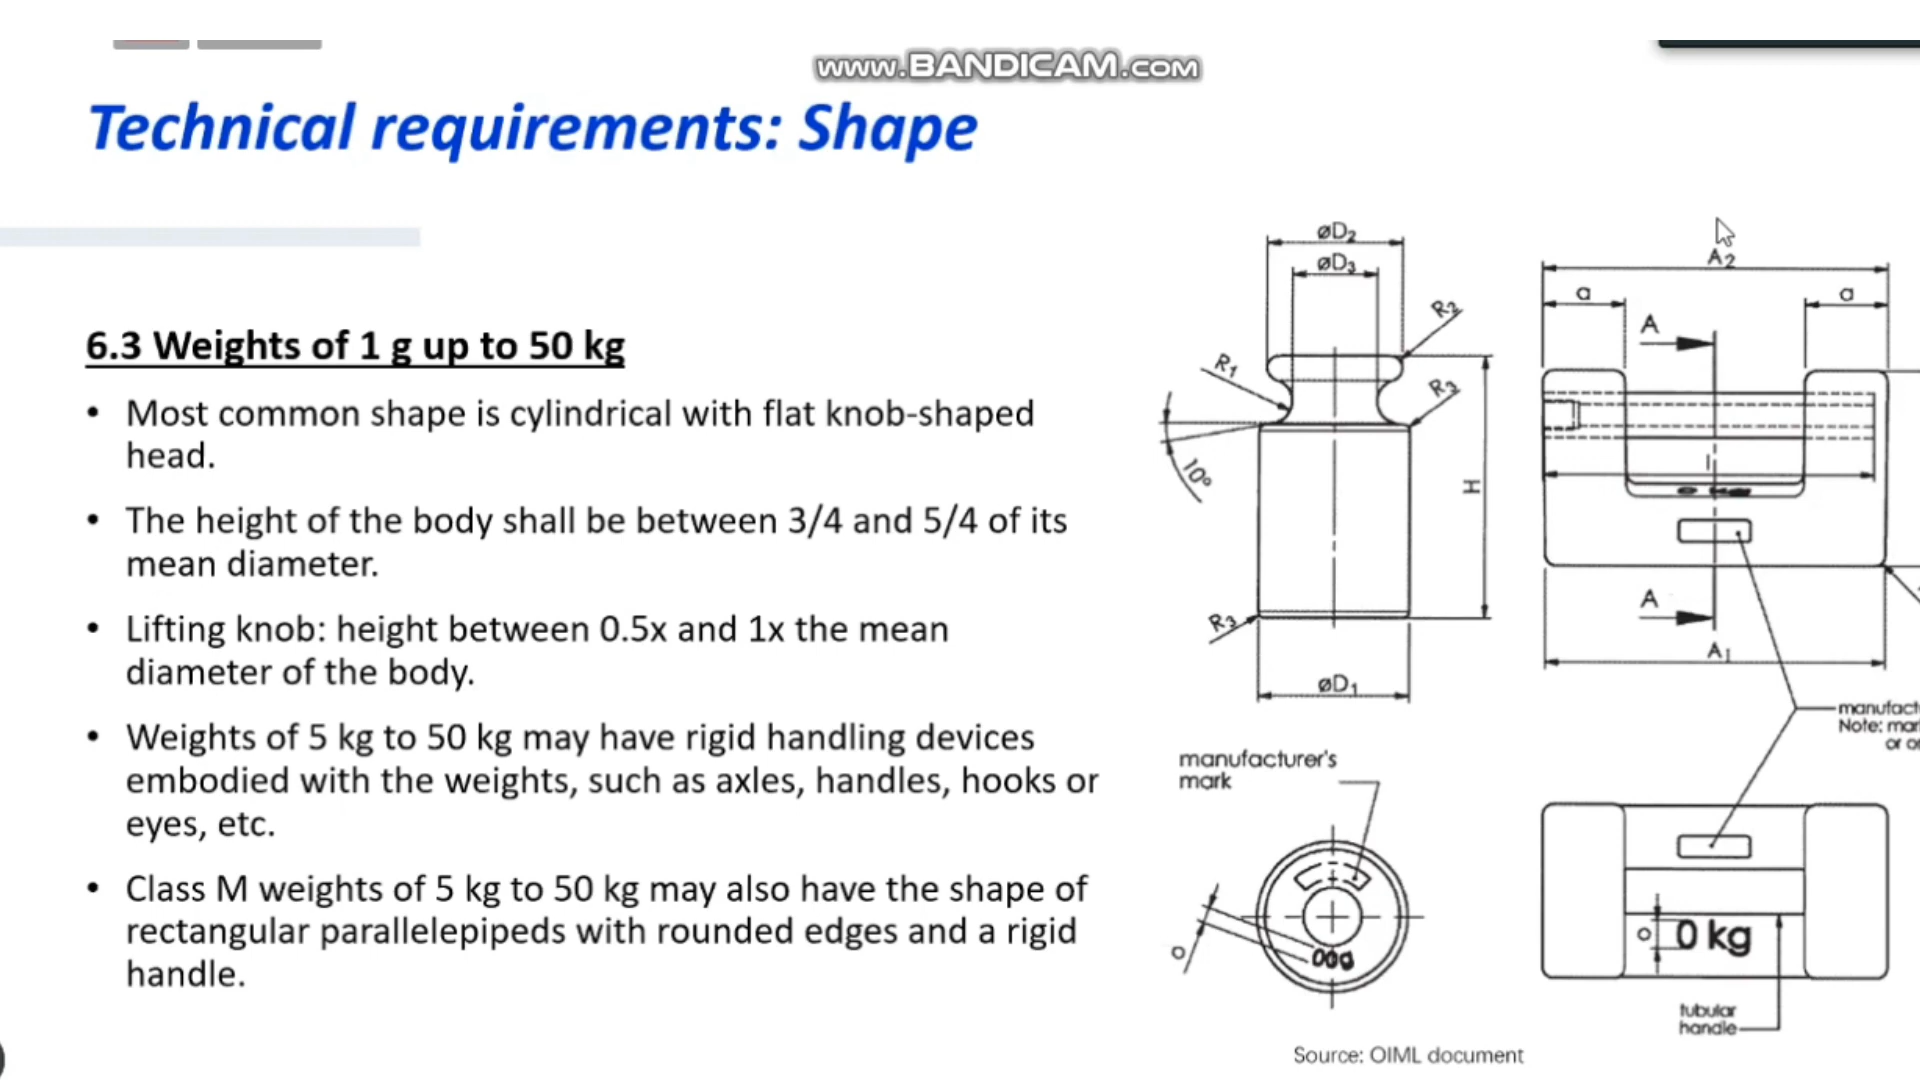 www.BANDICAM.com
Technical requirements: Shape
6.3 Weights of 1 g up to 50 kg
• Most common shape is cylindrical with flat knob-shaped
head.
• The height of the body shall be between 3/4 and 5/4 of its
mean diameter.
• Lifting knob: height between 0.5x and 1x the mean
diameter of the body.
• Weights of 5 kg to 50 kg may have rigid handling devices
embodied with the weights, such as axles, handles, hooks or
eyes, etc.
• Class M weights of 5 kg to 50 kg may also have the shape of
rectangular parallelepipeds with rounded edges and a rigid
handle.
øD2
øD3
R2
R1
R3
10°
H
R3
øD1
manufacturer's
mark
o
00g
A2
a
a
A
l
A
A1
manufact
Note: mar
or o
o
0 kg
tubular
handle
Source: OIML document